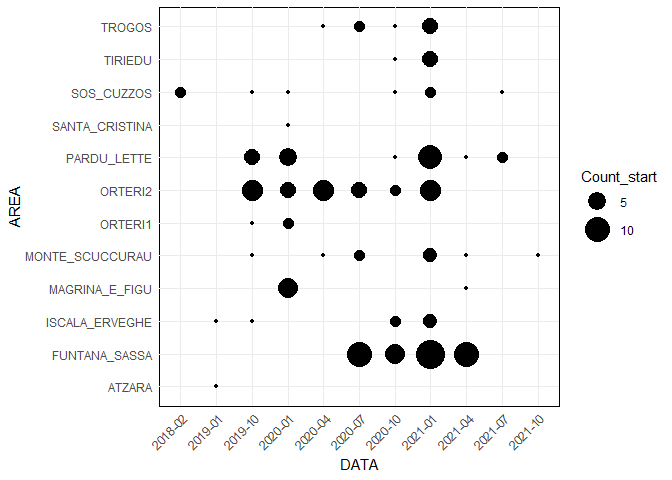 TROGOS
TIRIEDU
SOS_CUZZOS
SANTA_CRISTINA
PARDU_LETTE
ORTERI2
ORTERI1
MONTE_SCUCCURAU
MAGRINA_E_FIGU
ISCALA_ERVEGHE
FUNTANA_SASSA
ATZARA
AREA
2018-02
2019-01
2019-10
2020-01
2020-04
2020-07
2020-10
2021-01
2021-04
2021-07
2021-10
DATA
Count_start
5
10